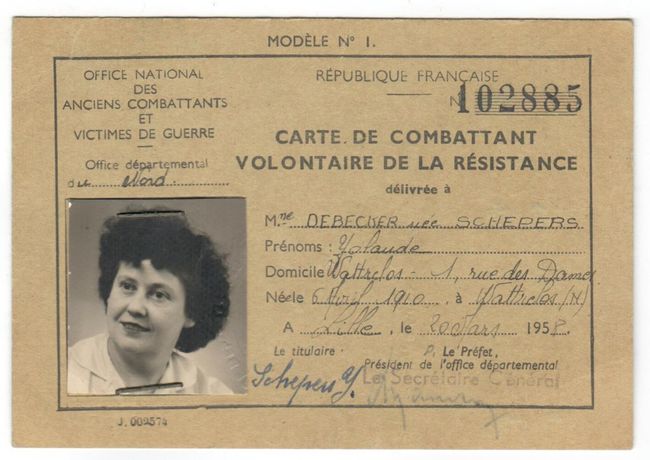 MODÈLE N° 1.
OFFICE NATIONAL
DES
ANCIENS COMBATTANTS
ET
VICTIMES DE GUERRE
Office départemental
du Nord.
RÉPUBLIQUE FRANÇAISE
N° 102885
CARTE DE COMBATTANT
VOLONTAIRE DE LA RÉSISTANCE
délivrée à
Mme DEBECKER née SCHEPERS
Prénoms : Yolande
Domicile Wattrelos - 1, rue des Dames
Née le 6 Avril 1910, à Wattrelos (N)
A Lille, le 20 Mars 1958.
Le titulaire
P. Le Préfet,
Président de l'office départemental
Le Secrétaire Général
Schepers Y.
J. 002574